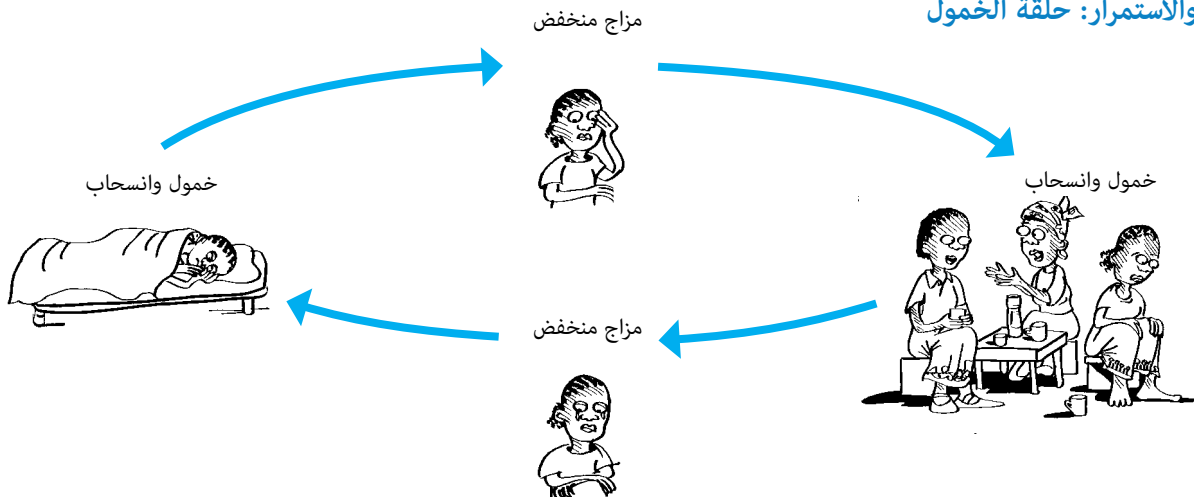 والاستمرار: حلقة الخمول
مزاج منخفض
خمول وانسحاب
خمول وانسحاب
مزاج منخفض